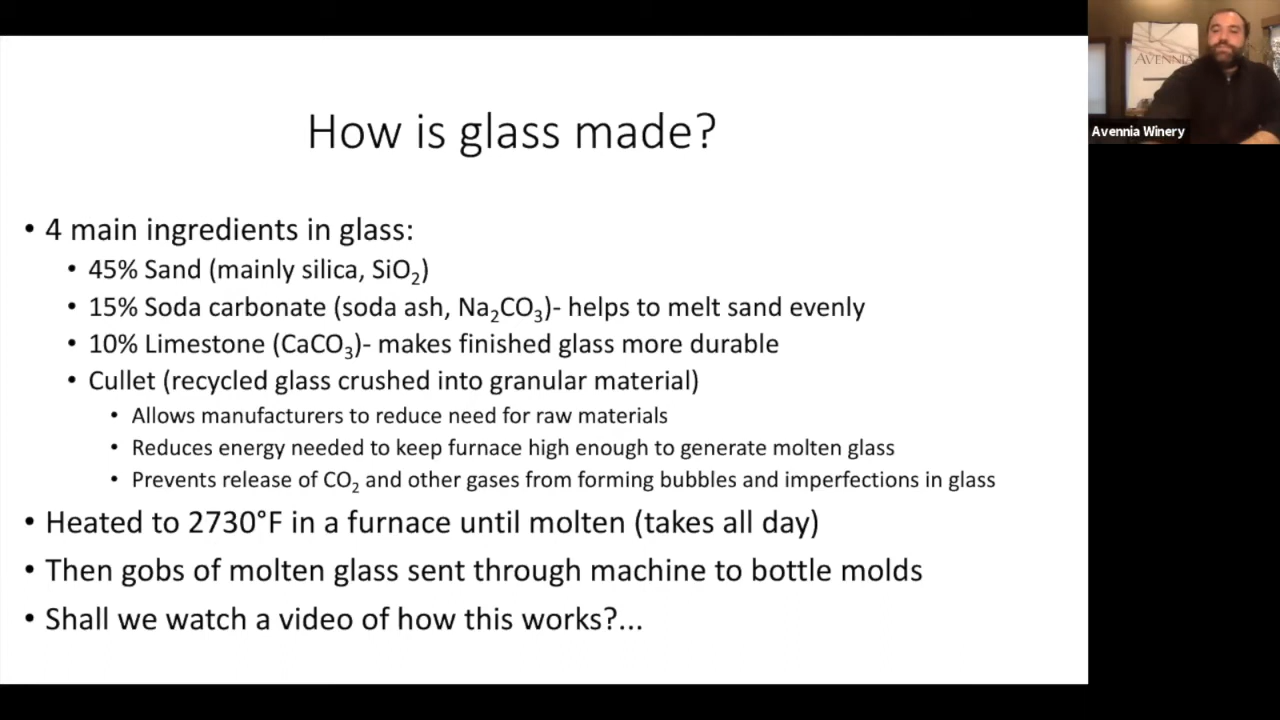 How is glass made?
• 4 main ingredients in glass:
• 45% Sand (mainly silica, SiO₂)
• 15% Soda carbonate (soda ash, Na₂CO₃)- helps to melt sand evenly
• 10% Limestone (CaCO₃)- makes finished glass more durable
• Cullet (recycled glass crushed into granular material)
• Allows manufacturers to reduce need for raw materials
• Reduces energy needed to keep furnace high enough to generate molten glass
• Prevents release of CO₂ and other gases from forming bubbles and imperfections in glass
• Heated to 2730°F in a furnace until molten (takes all day)
• Then gobs of molten glass sent through machine to bottle molds
• Shall we watch a video of how this works?...
AVENNIA
Avennia Winery